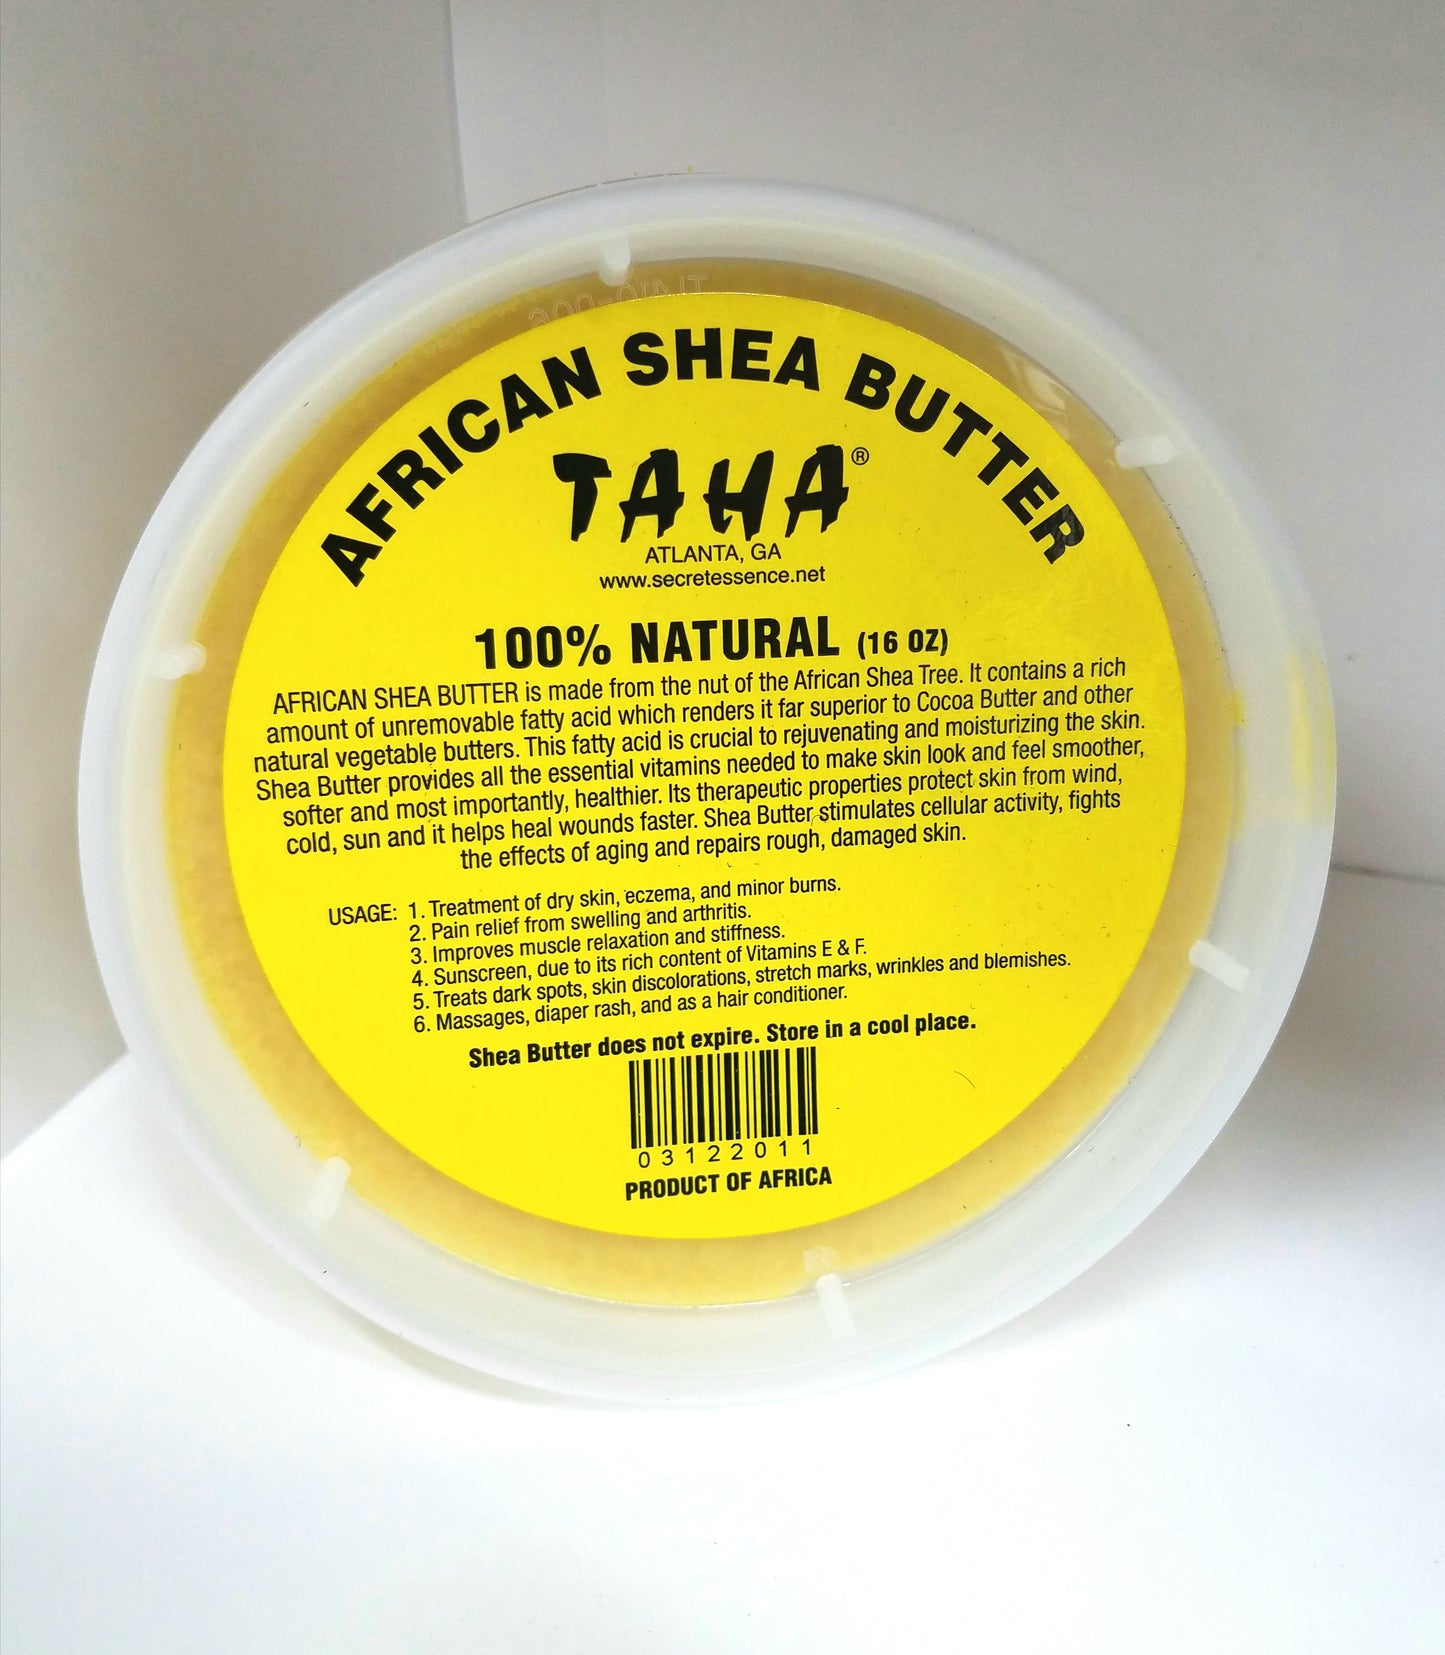 AFRICAN SHEA BUTTER
TAHA®
ATLANTA, GA
www.secretessence.net
100% NATURAL (16 OZ)
AFRICAN SHEA BUTTER is made from the nut of the African Shea Tree. It contains a rich
amount of unremovable fatty acid which renders it far superior to Cocoa Butter and other
natural vegetable butters. This fatty acid is crucial to rejuvenating and moisturizing the skin.
Shea Butter provides all the essential vitamins needed to make skin look and feel smoother,
softer and most importantly, healthier. Its therapeutic properties protect skin from wind,
cold, sun and it helps heal wounds faster. Shea Butter stimulates cellular activity, fights
the effects of aging and repairs rough, damaged skin.
USAGE: 1. Treatment of dry skin, eczema, and minor burns.
2. Pain relief from swelling and arthritis.
3. Improves muscle relaxation and stiffness.
4. Sunscreen, due to its rich content of Vitamins E & F.
5. Treats dark spots, skin discolorations, stretch marks, wrinkles and blemishes.
6. Massages, diaper rash, and as a hair conditioner.
Shea Butter does not expire. Store in a cool place.
03122011
PRODUCT OF AFRICA